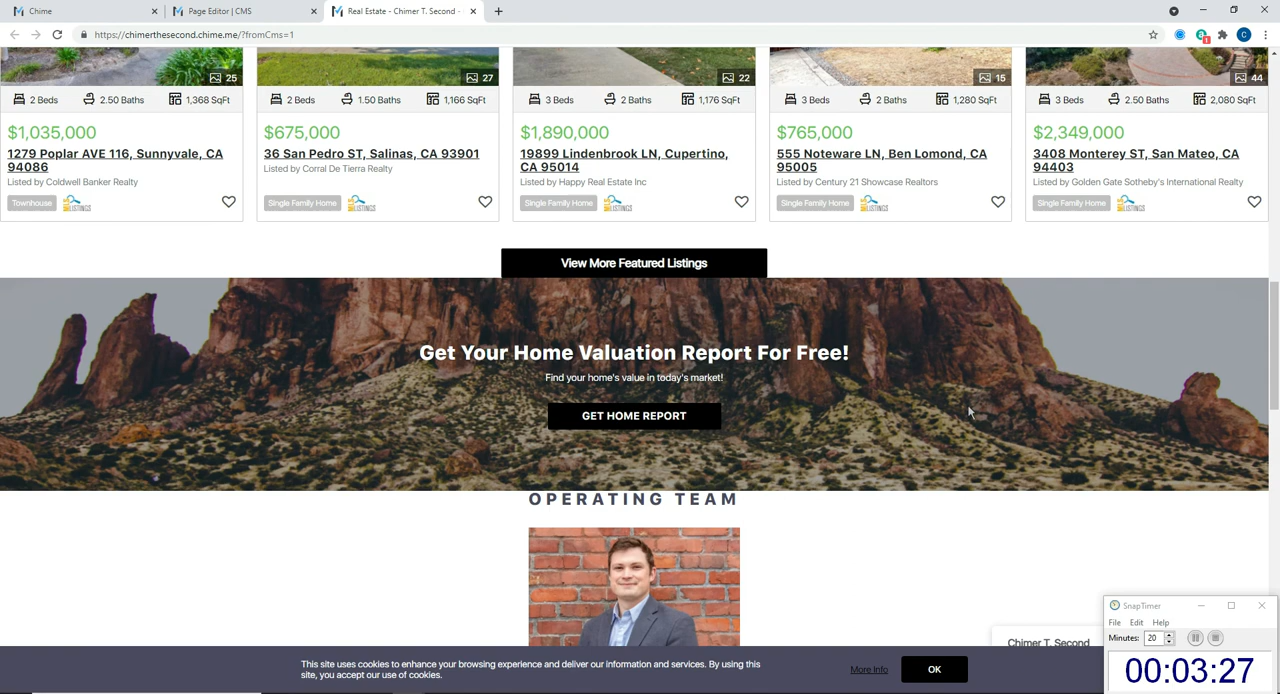 Chime
Page Editor | CMS
Real Estate - Chimer T. Second -
https://chimerthesecond.chime.me/?fromCms=1
C
25
27
22
15
44
2 Beds 2.50 Baths 1,368 SqFt
2 Beds 1.50 Baths 1,166 SqFt
3 Beds 2 Baths 1,176 SqFt
3 Beds 2 Baths 1,280 SqFt
3 Beds 2.50 Baths 2,080 SqFt
$1,035,000
1279 Poplar AVE 116, Sunnyvale, CA
94086
Listed by Coldwell Banker Realty
Townhouse
LISTINGS
$675,000
36 San Pedro ST, Salinas, CA 93901
Listed by Corral De Tierra Realty
Single Family Home
LISTINGS
$1,890,000
19899 Lindenbrook LN, Cupertino,
CA 95014
Listed by Happy Real Estate Inc
Single Family Home
LISTINGS
$765,000
555 Noteware LN, Ben Lomond, CA
95005
Listed by Century 21 Showcase Realtors
Single Family Home
LISTINGS
$2,349,000
3408 Monterey ST, San Mateo, CA
94403
Listed by Golden Gate Sotheby's International Realty
Single Family Home
LISTINGS
View More Featured Listings
Get Your Home Valuation Report For Free!
Find your home's value in today's market!
GET HOME REPORT
OPERATING TEAM
Chimer T. Second
This site uses cookies to enhance your browsing experience and deliver our information and services. By using this
site, you accept our use of cookies.
More Info
OK
SnapTimer
File Edit Help
Minutes: 20
00:03:27